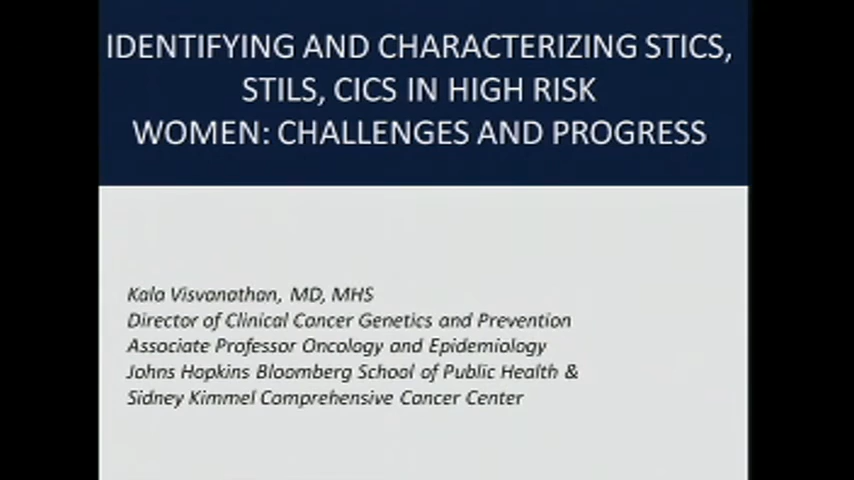 IDENTIFYING AND CHARACTERIZING STICS,
STILS, CICS IN HIGH RISK
WOMEN: CHALLENGES AND PROGRESS
Kala Visvanathan, MD, MHS
Director of Clinical Cancer Genetics and Prevention
Associate Professor Oncology and Epidemiology
Johns Hopkins Bloomberg School of Public Health &
Sidney Kimmel Comprehensive Cancer Center